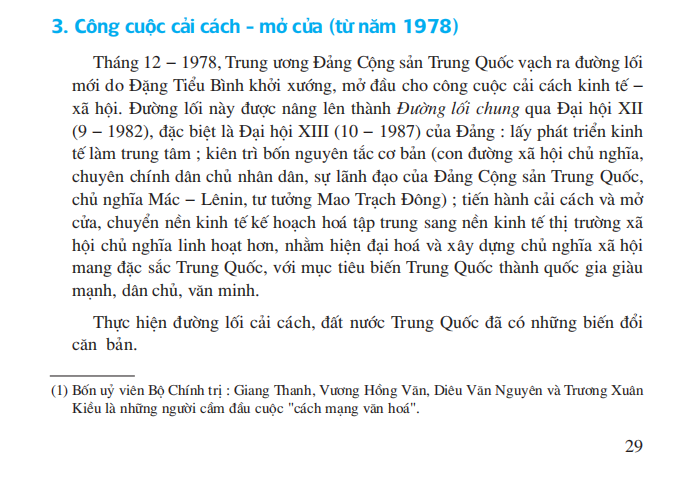 3. Công cuộc cải cách – mở cửa (từ năm 1978)
Tháng 12 – 1978, Trung ương Đảng Cộng sản Trung Quốc vạch ra đường lối
mới do Đặng Tiểu Bình khởi xướng, mở đầu cho công cuộc cải cách kinh tế –
xã hội. Đường lối này được nâng lên thành Đường lối chung qua Đại hội XII
(9 – 1982), đặc biệt là Đại hội XIII (10 – 1987) của Đảng : lấy phát triển kinh
tế làm trung tâm ; kiên trì bốn nguyên tắc cơ bản (con đường xã hội chủ nghĩa,
chuyên chính dân chủ nhân dân, sự lãnh đạo của Đảng Cộng sản Trung Quốc,
chủ nghĩa Mác – Lênin, tư tưởng Mao Trạch Đông) ; tiến hành cải cách và mở
cửa, chuyển nền kinh tế kế hoạch hoá tập trung sang nền kinh tế thị trường xã
hội chủ nghĩa linh hoạt hơn, nhằm hiện đại hoá và xây dựng chủ nghĩa xã hội
mang đặc sắc Trung Quốc, với mục tiêu biến Trung Quốc thành quốc gia giàu
mạnh, dân chủ, văn minh.
Thực hiện đường lối cải cách, đất nước Trung Quốc đã có những biến đổi
căn bản.
(1) Bốn uỷ viên Bộ Chính trị : Giang Thanh, Vương Hồng Văn, Diêu Văn Nguyên và Trương Xuân
Kiều là những người cầm đầu cuộc "cách mạng văn hoá".
29